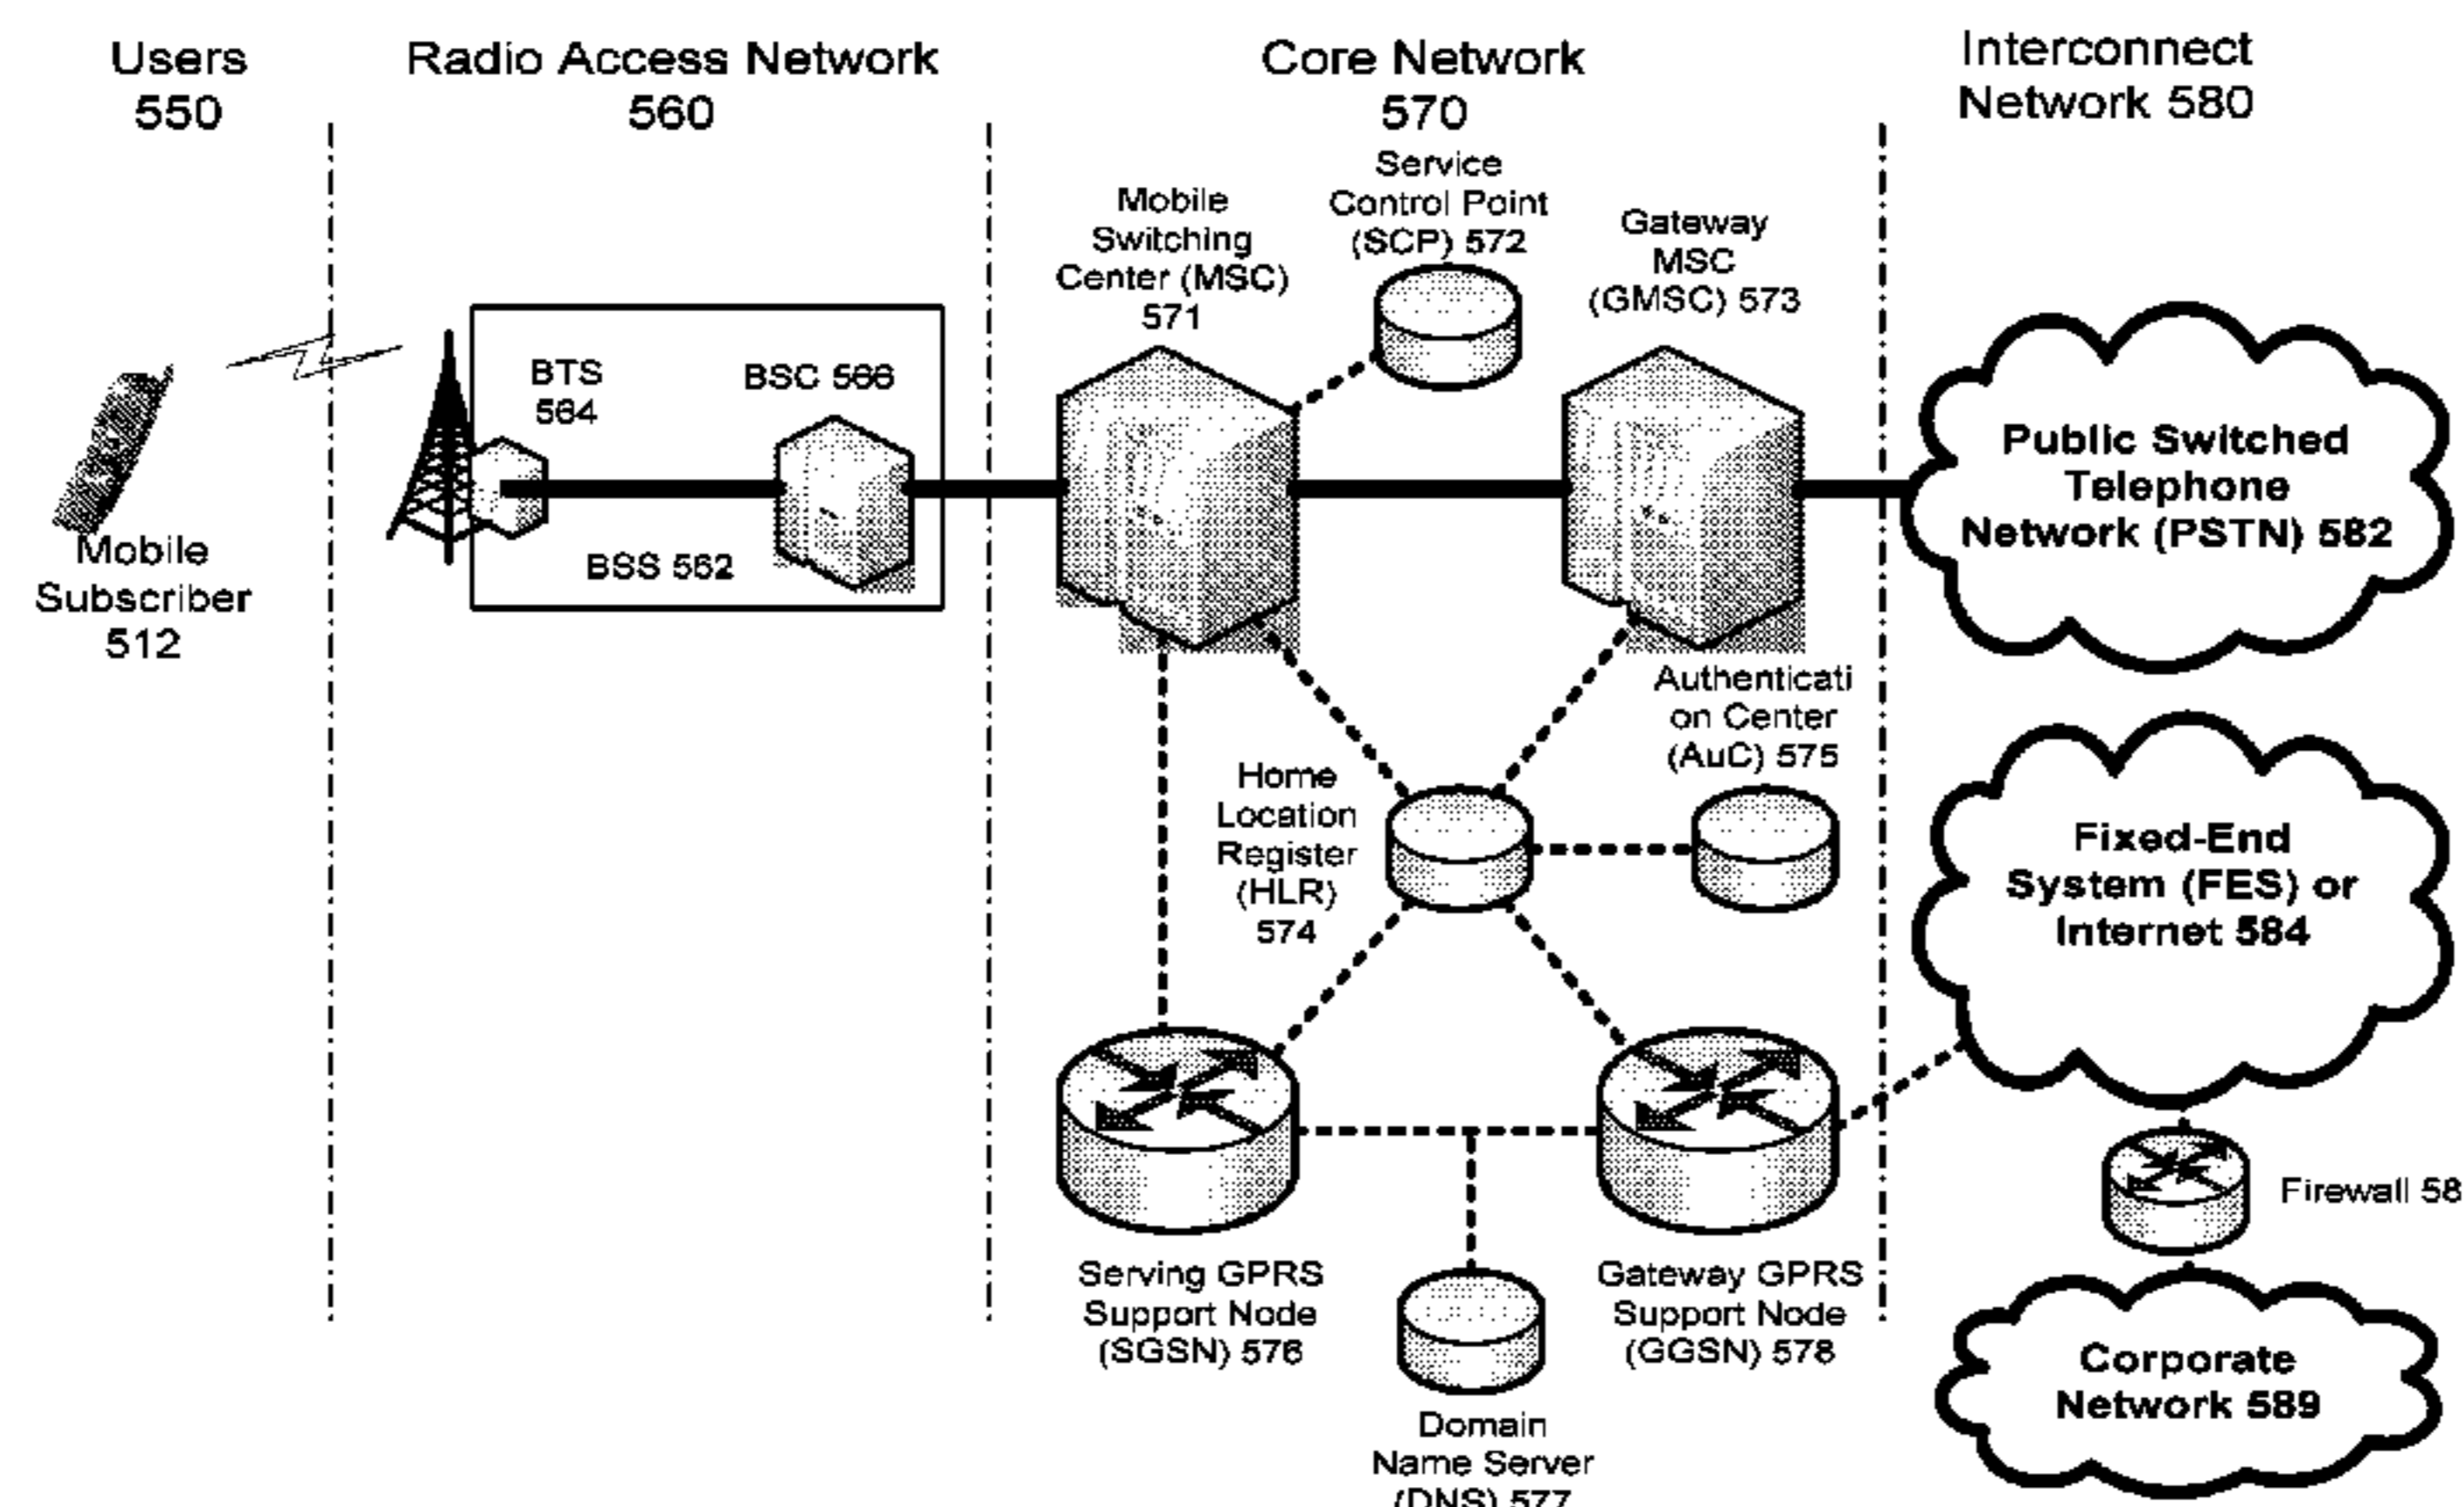 Users
550
Radio Access Network
560
Core Network
570
Interconnect
Network 580
Mobile
Switching
Center (MSC)
571
Service
Control Point
(SCP) 572
Gateway
MSC
(GMSC) 573
BTS
564
BSC 566
BSS 562
Mobile
Subscriber
512
Public Switched
Telephone
Network (PSTN) 582
Authenticati
on Center
(AuC) 575
Home
Location
Register
(HLR)
574
Fixed-End
System (FES) or
Internet 584
Firewall 58
Serving GPRS
Support Node
(SGSN) 576
Gateway GPRS
Support Node
(GGSN) 578
Corporate
Network 589
Domain
Name Server
(DNS) 577